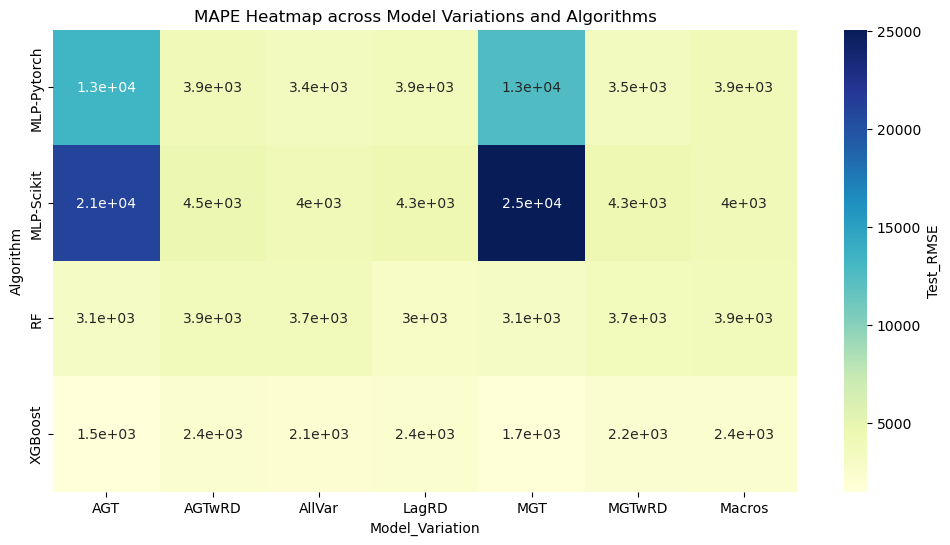 MAPE Heatmap across Model Variations and Algorithms
Algorithm
MLP-Pytorch
1.3e+04 3.9e+03 3.4e+03 3.9e+03 1.3e+04 3.5e+03 3.9e+03
MLP-Scikit
2.1e+04 4.5e+03 4e+03 4.3e+03 2.5e+04 4.3e+03 4e+03
RF
3.1e+03 3.9e+03 3.7e+03 3e+03 3.1e+03 3.7e+03 3.9e+03
XGBoost
1.5e+03 2.4e+03 2.1e+03 2.4e+03 1.7e+03 2.2e+03 2.4e+03
AGT AGTwRD AllVar LagRD MGT MGTwRD Macros
Model_Variation
25000
20000
15000
10000
5000
Test_RMSE